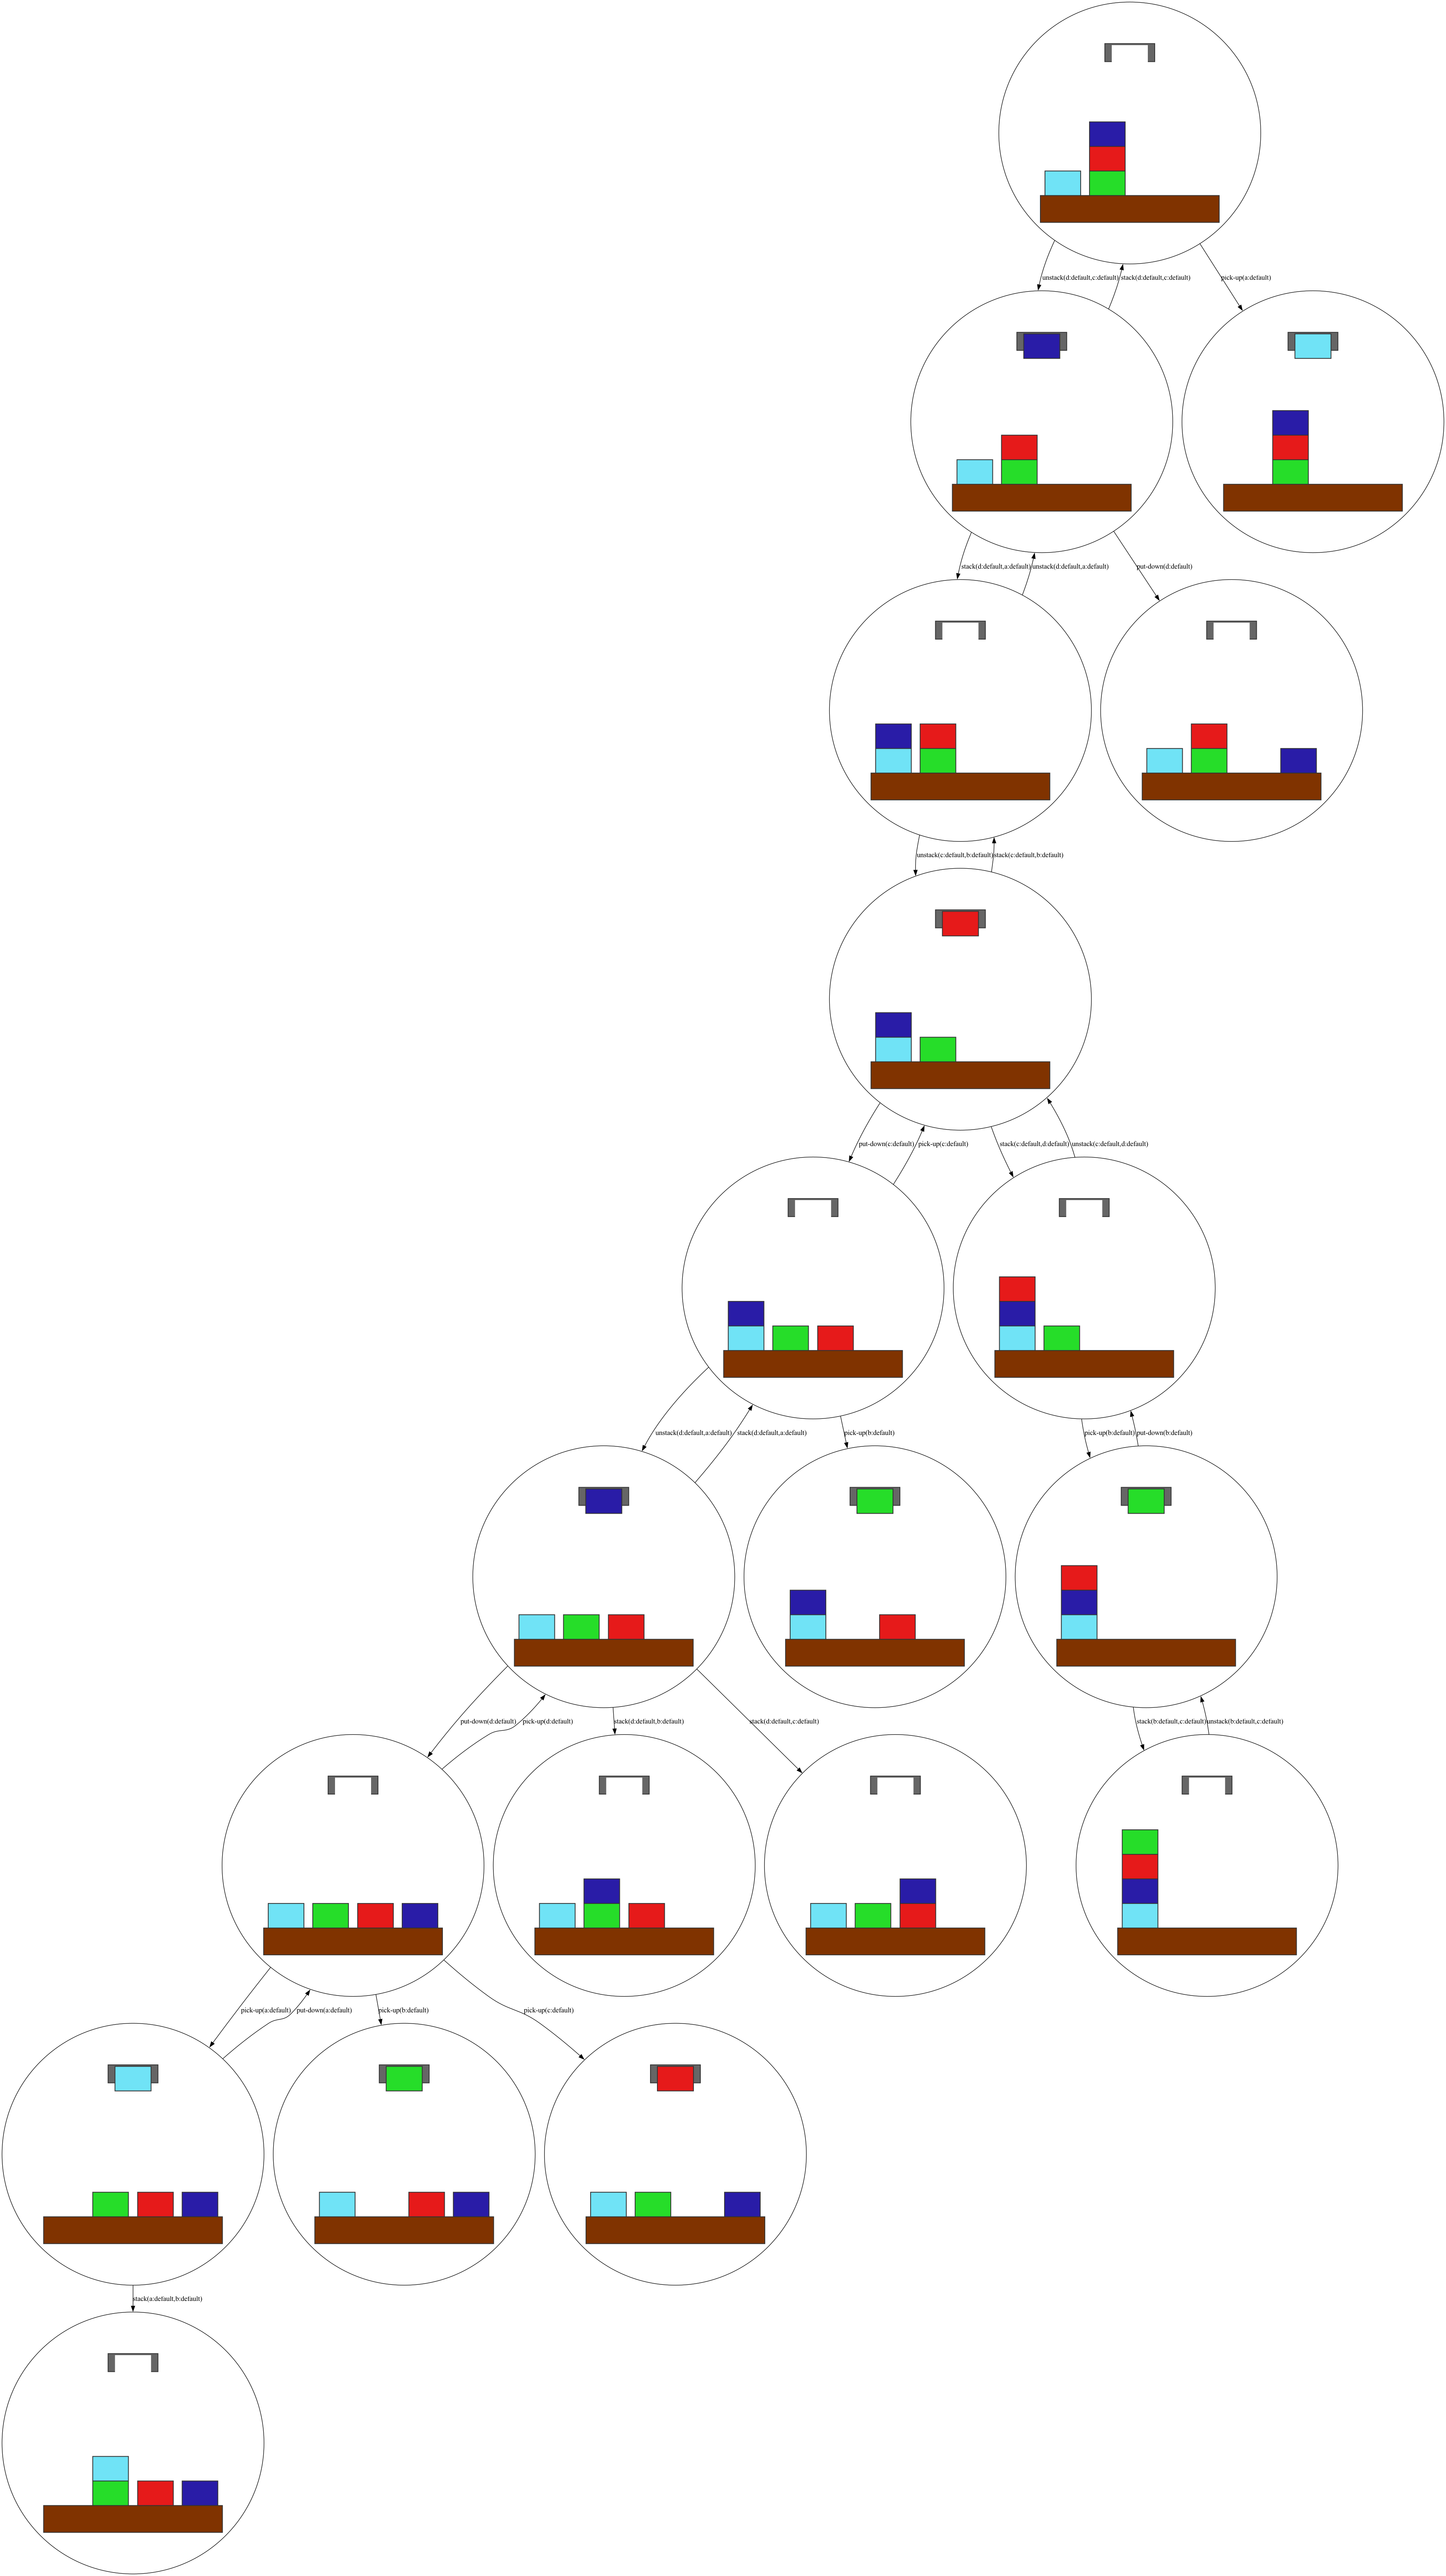 unstack(d:default,c:default)
stack(d:default,c:default)
pick-up(a:default)
stack(d:default,a:default)
unstack(d:default,a:default)
put-down(d:default)
unstack(c:default,b:default)
stack(c:default,b:default)
put-down(c:default)
pick-up(c:default)
stack(c:default,d:default)
unstack(c:default,d:default)
unstack(d:default,a:default)
stack(d:default,a:default)
pick-up(b:default)
pick-up(b:default)
put-down(b:default)
put-down(d:default)
pick-up(d:default)
stack(d:default,b:default)
stack(d:default,c:default)
stack(b:default,c:default)
unstack(b:default,c:default)
pick-up(a:default)
put-down(a:default)
pick-up(b:default)
pick-up(c:default)
stack(a:default,b:default)